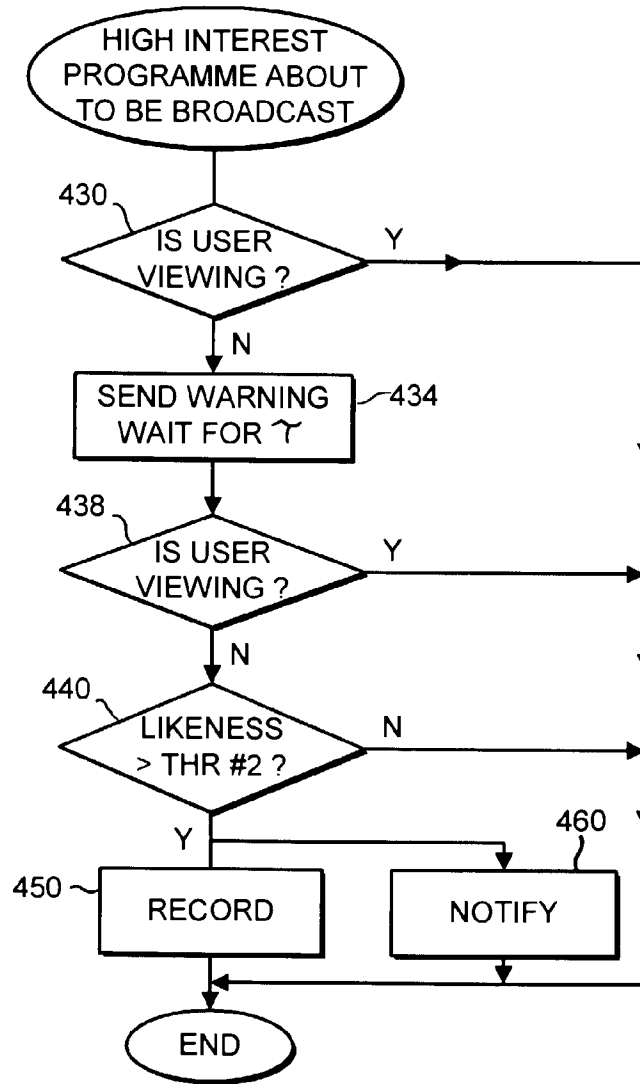 HIGH INTEREST
PROGRAMME ABOUT
TO BE BROADCAST
430
IS USER
VIEWING ?
Y
N
SEND WARNING
WAIT FOR τ
434
438
IS USER
VIEWING ?
Y
N
440
LIKENESS
> THR #2 ?
N
Y
460
450
RECORD
NOTIFY
END